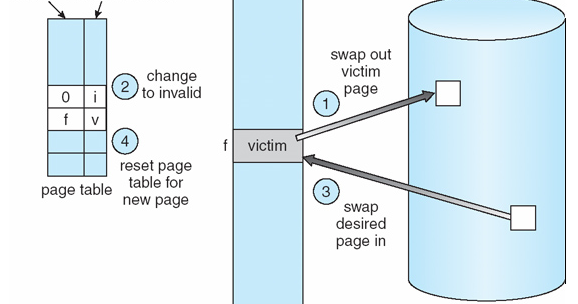 0 i
f v
page table
2 change
to invalid
4
reset page
table for
new page
f victim
swap out
victim
page
1
3
swap
desired
page in